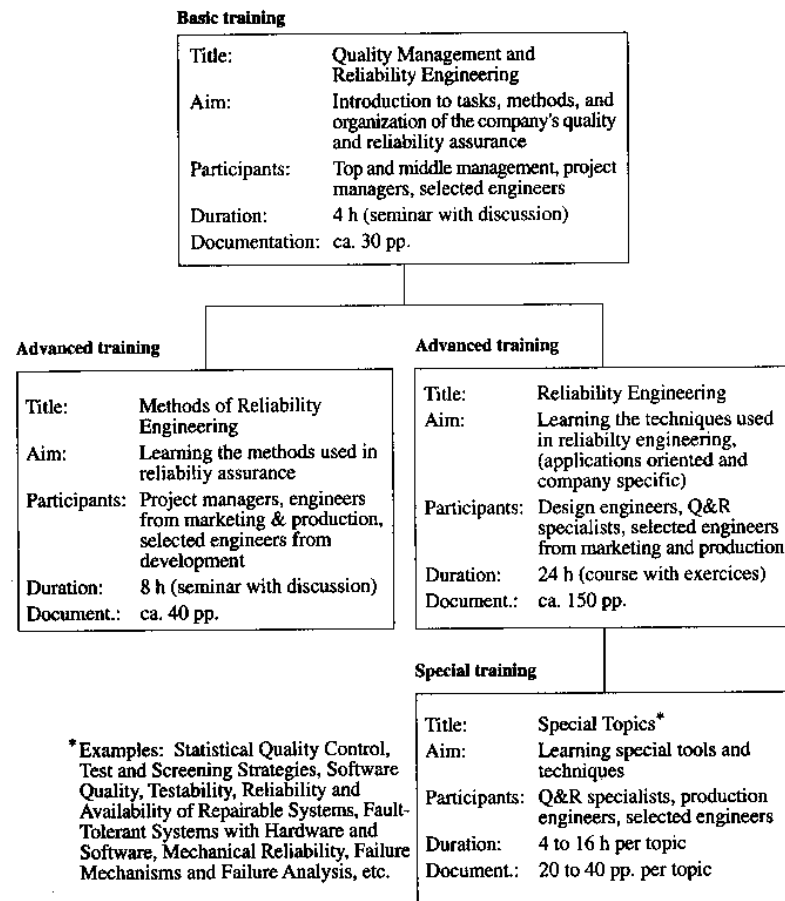 Basic training
Title: Quality Management and
Reliability Engineering
Aim: Introduction to tasks, methods, and
organization of the company's quality
and reliability assurance
Participants: Top and middle management, project
managers, selected engineers
Duration: 4 h (seminar with discussion)
Documentation: ca. 30 pp.
Advanced training
Title: Methods of Reliability
Engineering
Aim: Learning the methods used in
reliabiliy assurance
Participants: Project managers, engineers
from marketing & production,
selected engineers from
development
Duration: 8 h (seminar with discussion)
Document.: ca. 40 pp.
Advanced training
Title: Reliability Engineering
Aim: Learning the techniques used
in reliabilty engineering,
(applications oriented and
company specific)
Participants: Design engineers, Q&R
specialists, selected engineers
from marketing and production
Duration: 24 h (course with exercices)
Document.: ca. 150 pp.
Special training
Title: Special Topics*
Aim: Learning special tools and
techniques
Participants: Q&R specialists, production
engineers, selected engineers
Duration: 4 to 16 h per topic
Document.: 20 to 40 pp. per topic
*Examples: Statistical Quality Control,
Test and Screening Strategies, Software
Quality, Testability, Reliability and
Availability of Repairable Systems, Fault-
Tolerant Systems with Hardware and
Software, Mechanical Reliability, Failure
Mechanisms and Failure Analysis, etc.